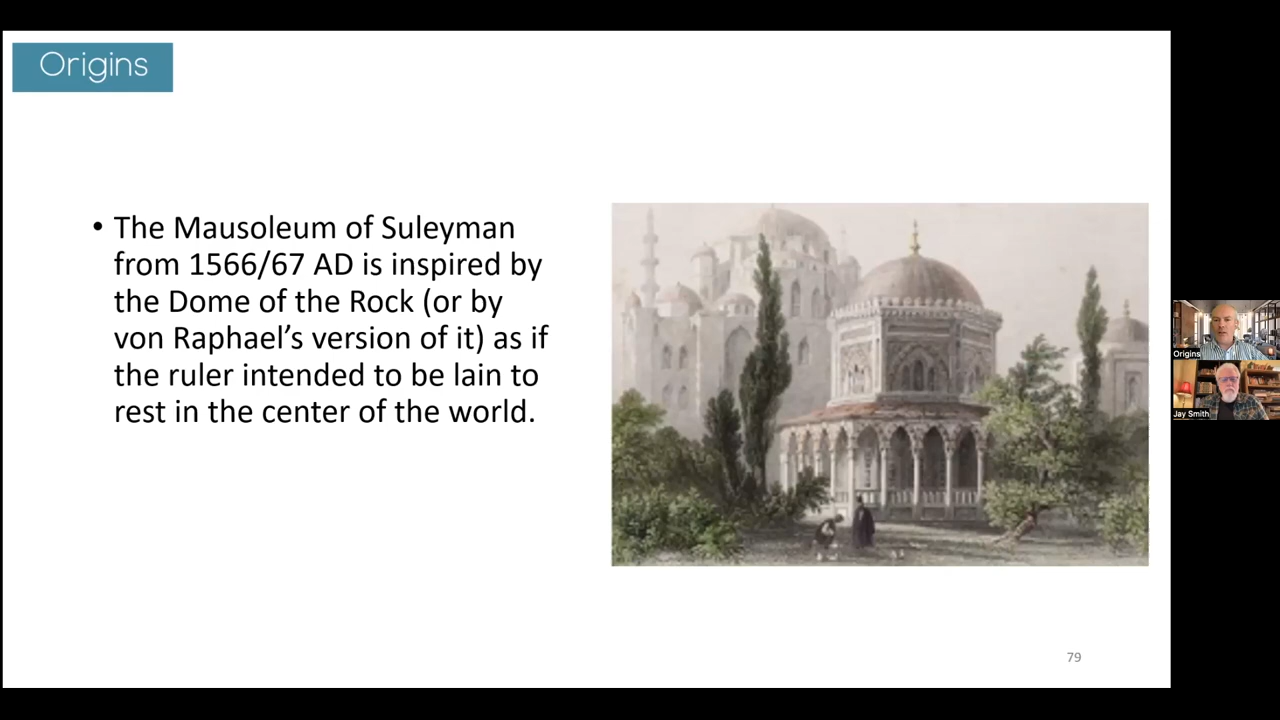 Origins
• The Mausoleum of Suleyman
from 1566/67 AD is inspired by
the Dome of the Rock (or by
von Raphael’s version of it) as if
the ruler intended to be lain to
rest in the center of the world.
Origins
Jay Smith
79